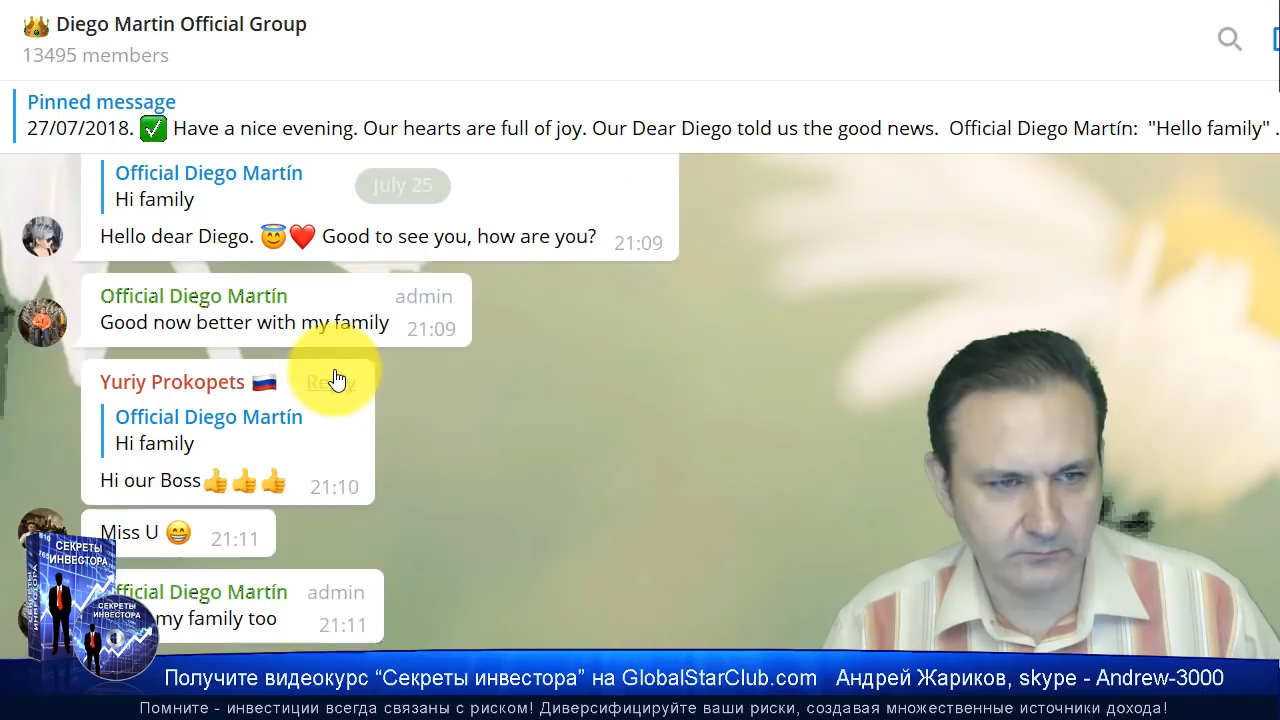 Diego Martin Official Group
13495 members
Pinned message
27/07/2018. ✅ Have a nice evening. Our hearts are full of joy. Our Dear Diego told us the good news. Official Diego Martín: "Hello family" .
July 25
Official Diego Martín
Hi family
Hello dear Diego. 😇❤️ Good to see you, how are you? 21:09
Official Diego Martín admin
Good now better with my family 21:09
Yuriy Prokopets 🇷🇺 Reply
Official Diego Martín
Hi family
Hi our Boss👍👍👍 21:10
Miss U 😁 21:11
fficial Diego Martín admin
my family too 21:11
СЕКРЕТЫ
ИНВЕСТОРА
СЕКРЕТЫ
ИНВЕСТОРА
Получите видеокурс “Секреты инвестора” на GlobalStarClub.com Андрей Жариков, skype - Andrew-3000
Помните - инвестиции всегда связаны с риском! Диверсифицируйте ваши риски, создавая множественные источники дохода!